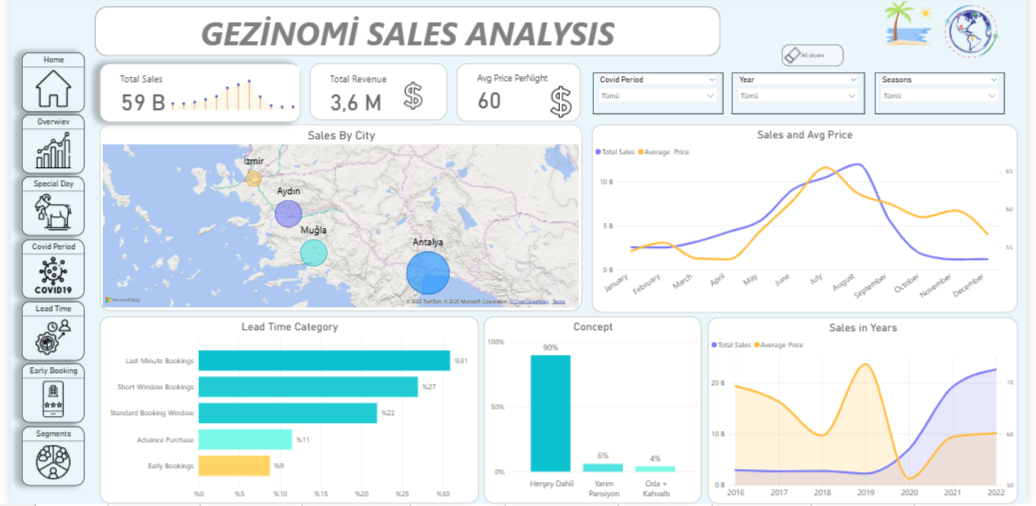 GEZİNOMİ SALES ANALYSIS
All slicers
Home
Overwiev
Special Day
Covid Period
COVID19
Lead Time
Early Booking
Segments
Total Sales
59 B
Total Revenue
3,6 M
Avg Price PerNight
60
Covid Period
Tümü
Year
Tümü
Seasons
Tümü
Sales By City
İzmir
Aydın
Muğla
Antalya
Microsoft Bing
© 2025 TomTom, © 2025 Microsoft Corporation, © OpenStreetMap Terms
Sales and Avg Price
Total Sales Average Price
10 B
5 B
0 B
65
60
55
January February March April May June July August September October November December
Lead Time Category
Last Minute Bookings %31
Short Window Bookings %27
Standard Booking Window %22
Advance Purchase %11
Early Bookings %9
%0 %5 %10 %15 %20 %25 %30
Concept
100%
50%
0%
90%
6%
4%
Herşey Dahil
Yarım Pansiyon
Oda + Kahvaltı
Sales in Years
Total Sales Average Price
20 B
10 B
0 B
70
60
50
2016 2017 2018 2019 2020 2021 2022